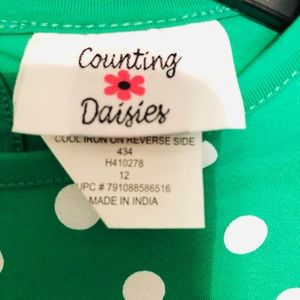 Counting
Daisies
COOL IRON ON REVERSE SIDE
434
H410278
12
UPC # 791088586516
MADE IN INDIA